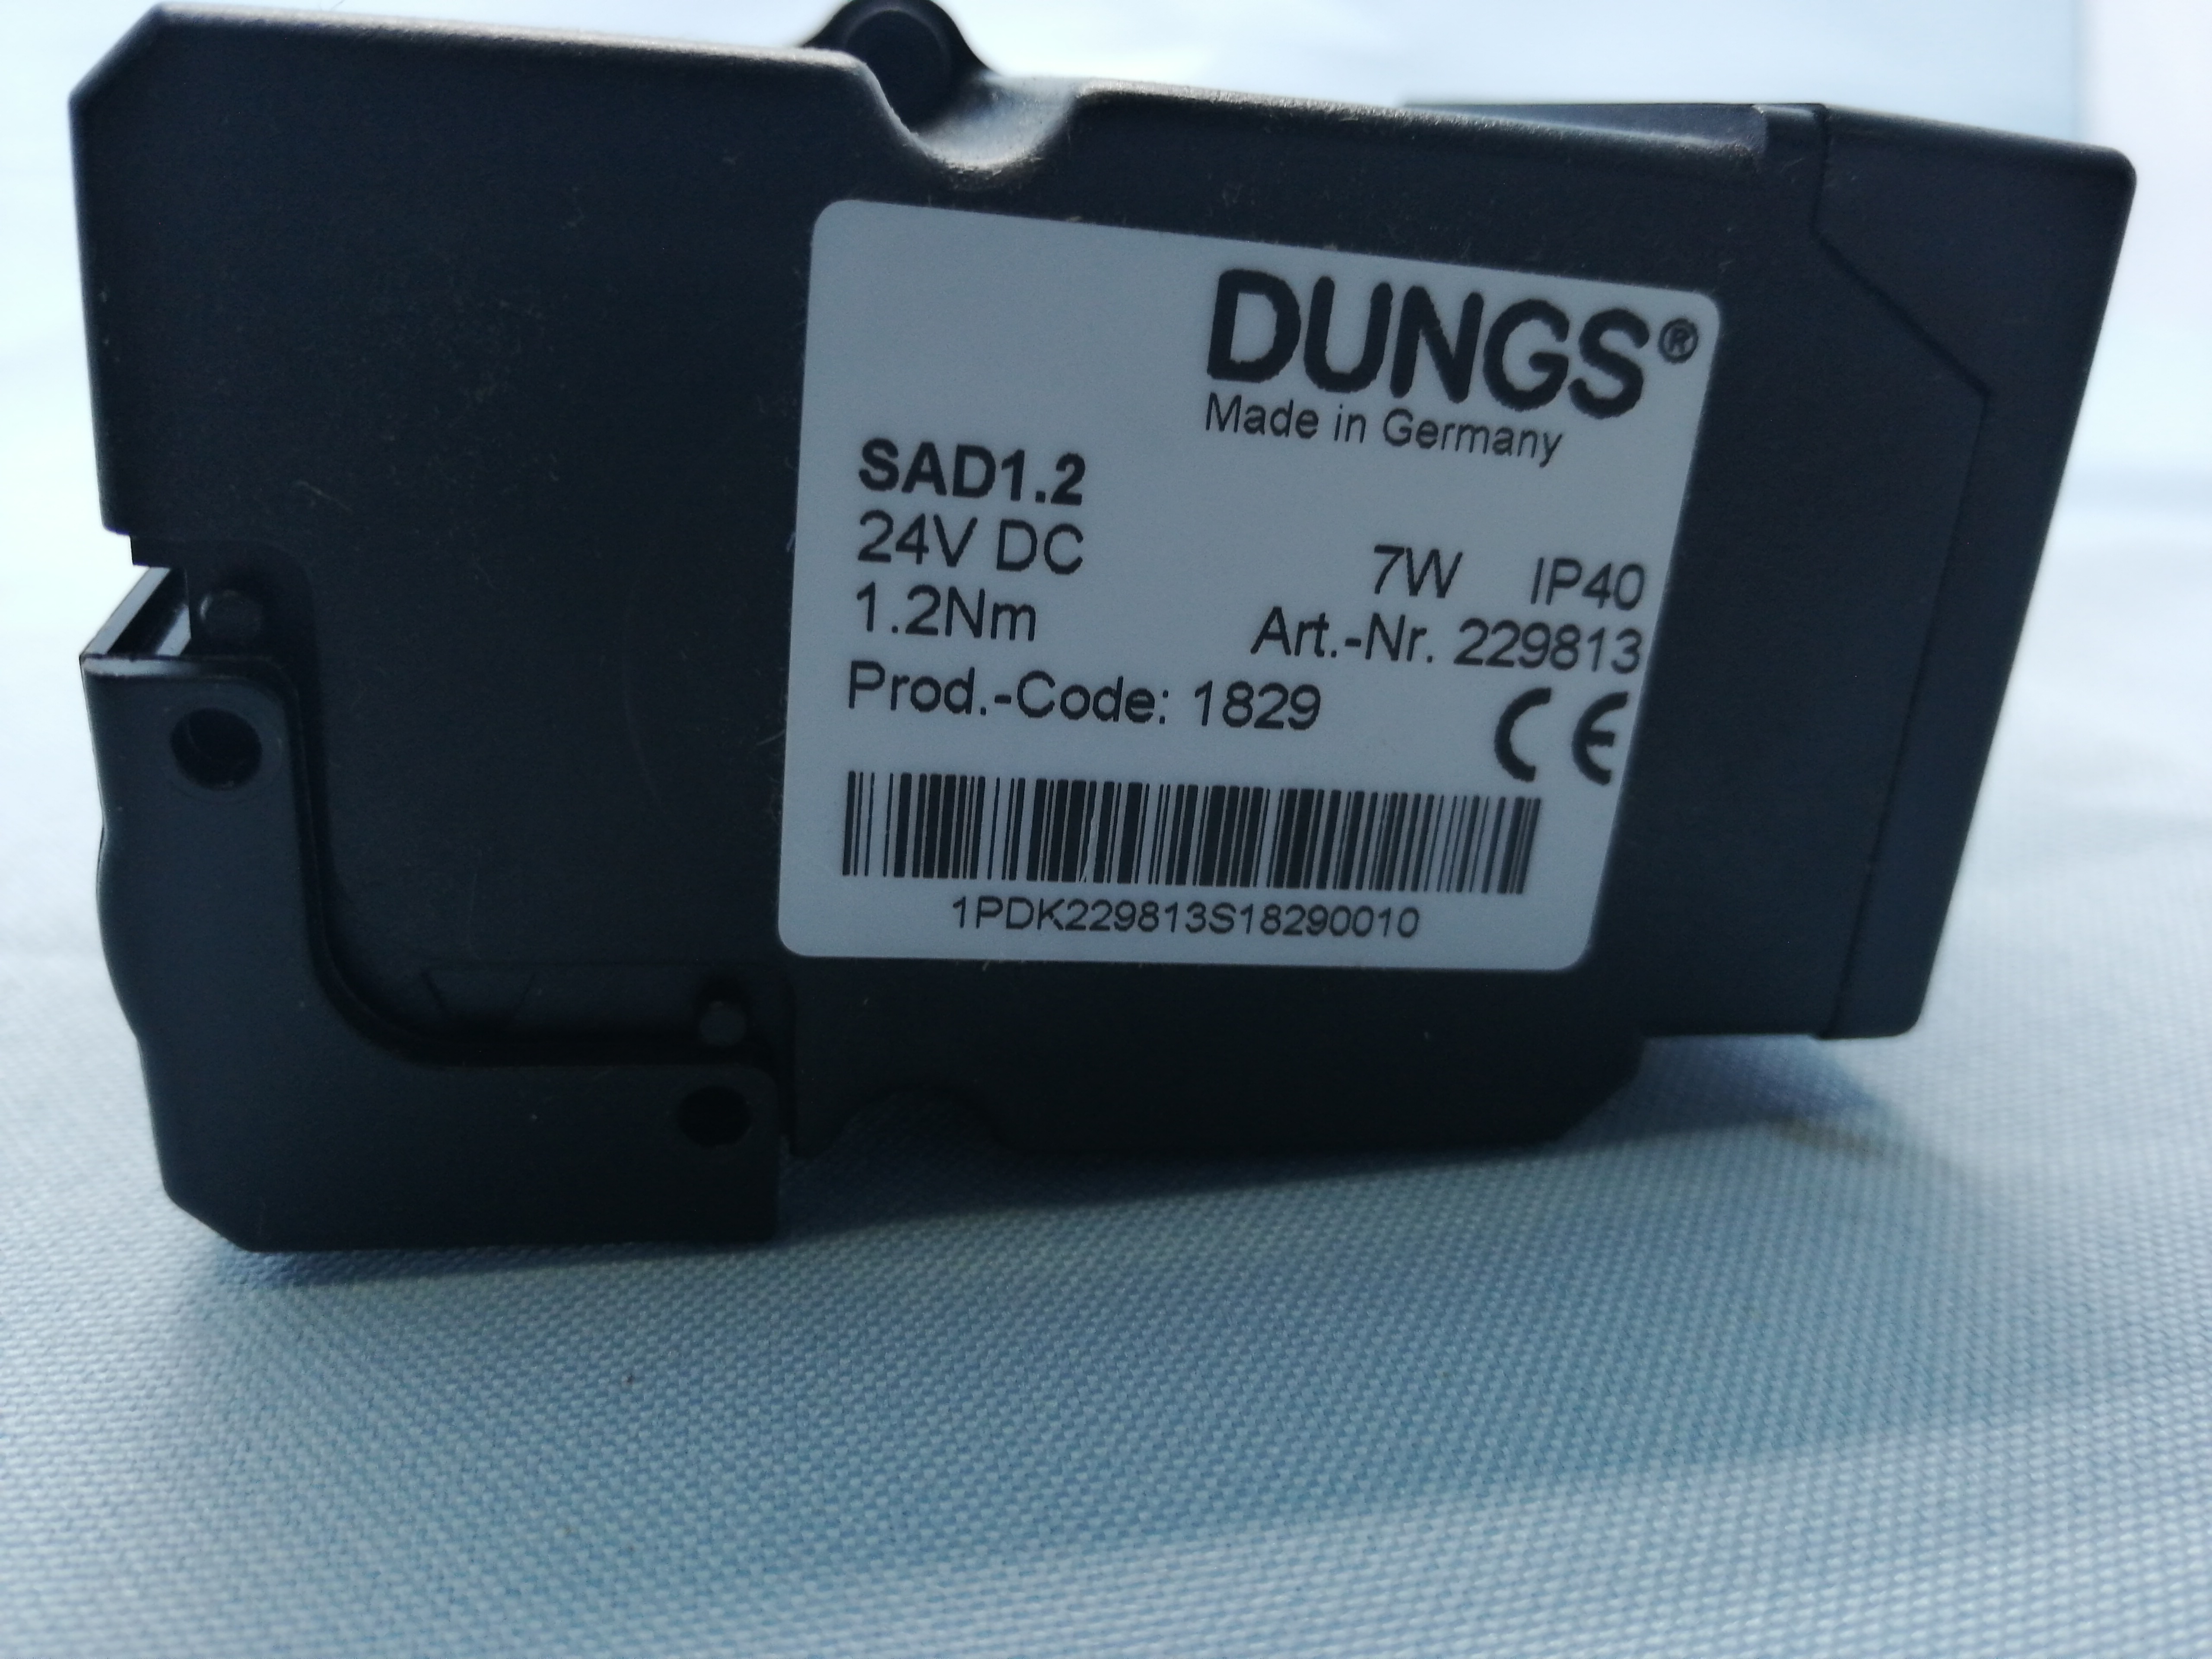 DUNGS®
Made in Germany
SAD1.2
24V DC 7W IP40
1.2Nm Art.-Nr. 229813
Prod.-Code: 1829 CE
1PDK229813S18290010